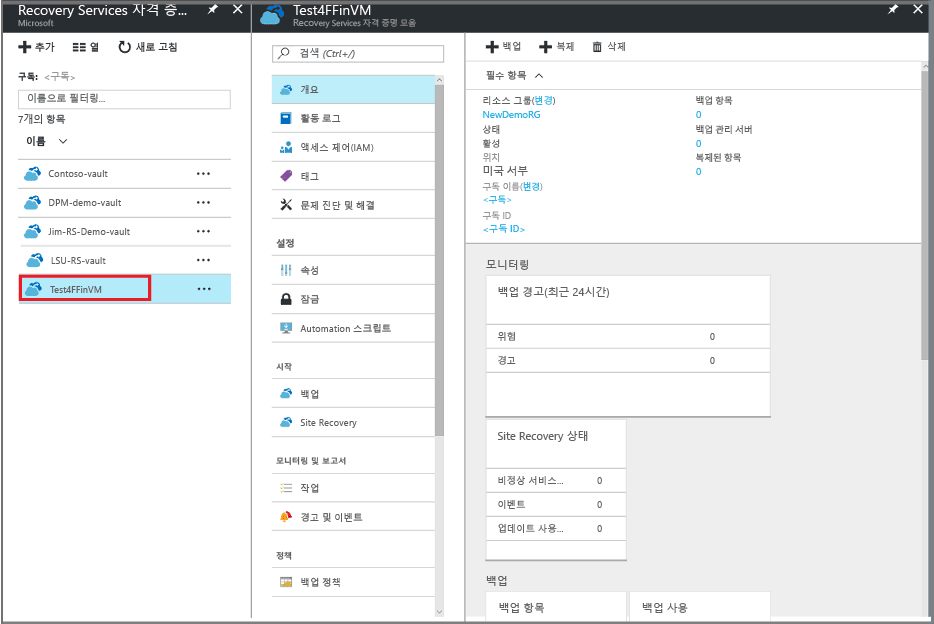 Recovery Services 자격 증...
Microsoft
추가
열
새로 고침
구독: <구독>
이름으로 필터링...
7개의 항목
이름
Contoso-vault
DPM-demo-vault
Jim-RS-Demo-vault
LSU-RS-vault
Test4FFinVM
Test4FFinVM
Recovery Services 자격 증명 모음
검색 (Ctrl+/)
개요
활동 로그
액세스 제어(IAM)
태그
문제 진단 및 해결
설정
속성
잠금
Automation 스크립트
시작
백업
Site Recovery
모니터링 및 보고서
작업
경고 및 이벤트
정책
백업 정책
백업
복제
삭제
필수 항목
리소스 그룹(변경)
NewDemoRG
상태
활성
위치
미국 서부
구독 이름(변경)
<구독>
구독 ID
<구독 ID>
백업 항목
0
백업 관리 서버
0
복제된 항목
0
모니터링
백업 경고(최근 24시간)
위험 0
경고 0
Site Recovery 상태
비정상 서비스... 0
이벤트 0
업데이트 사용... 0
백업
백업 항목
백업 사용